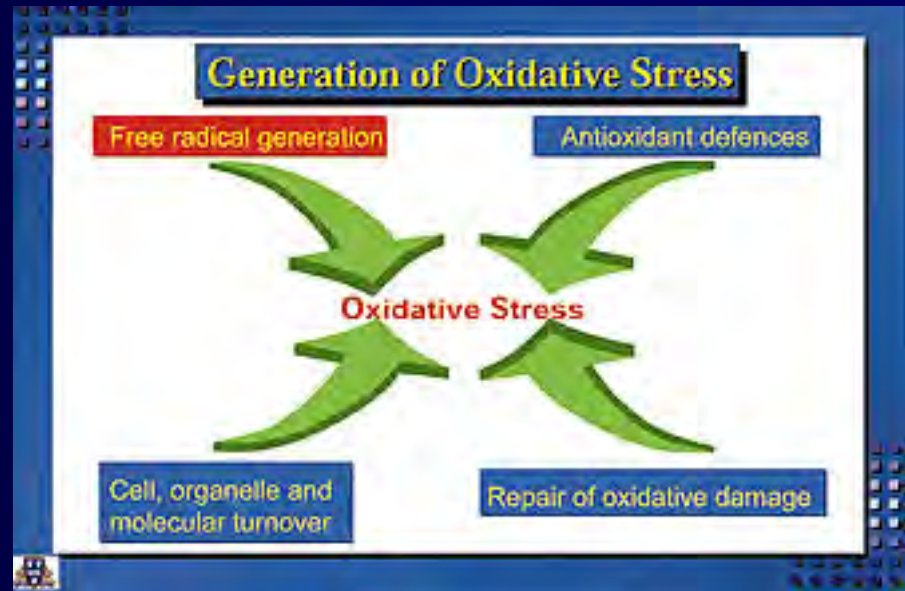 Generation of Oxidative Stress
Free radical generation
Antioxidant defences
Oxidative Stress
Cell, organelle and
molecular turnover
Repair of oxidative damage